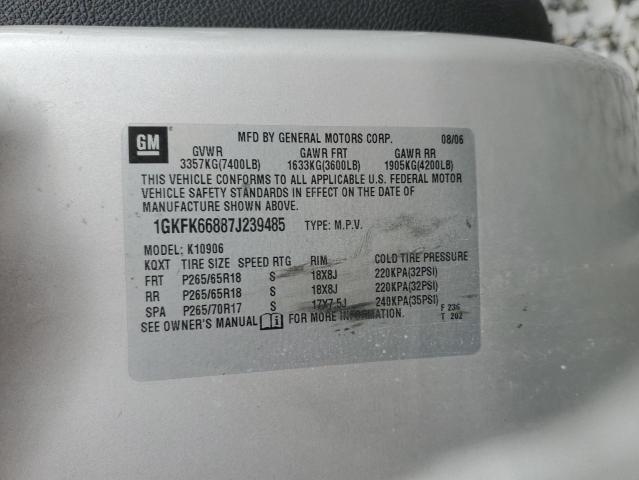 GM
MFD BY GENERAL MOTORS CORP. 08/06
GVWR GAWR FRT GAWR RR
3357KG(7400LB) 1633KG(3600LB) 1905KG(4200LB)
THIS VEHICLE CONFORMS TO ALL APPLICABLE U.S. FEDERAL MOTOR
VEHICLE SAFETY STANDARDS IN EFFECT ON THE DATE OF
MANUFACTURE SHOWN ABOVE.
1GKFK66887J239485 TYPE: M.P.V.
MODEL: K10906
KQXT TIRE SIZE SPEED RTG RIM COLD TIRE PRESSURE
FRT P265/65R18 S 18X8J 220KPA(32PSI)
RR P265/65R18 S 18X8J 220KPA(32PSI)
SPA P265/70R17 S 17X7.5J 240KPA(35PSI)
SEE OWNER'S MANUAL FOR MORE INFORMATION. F 236
T 202